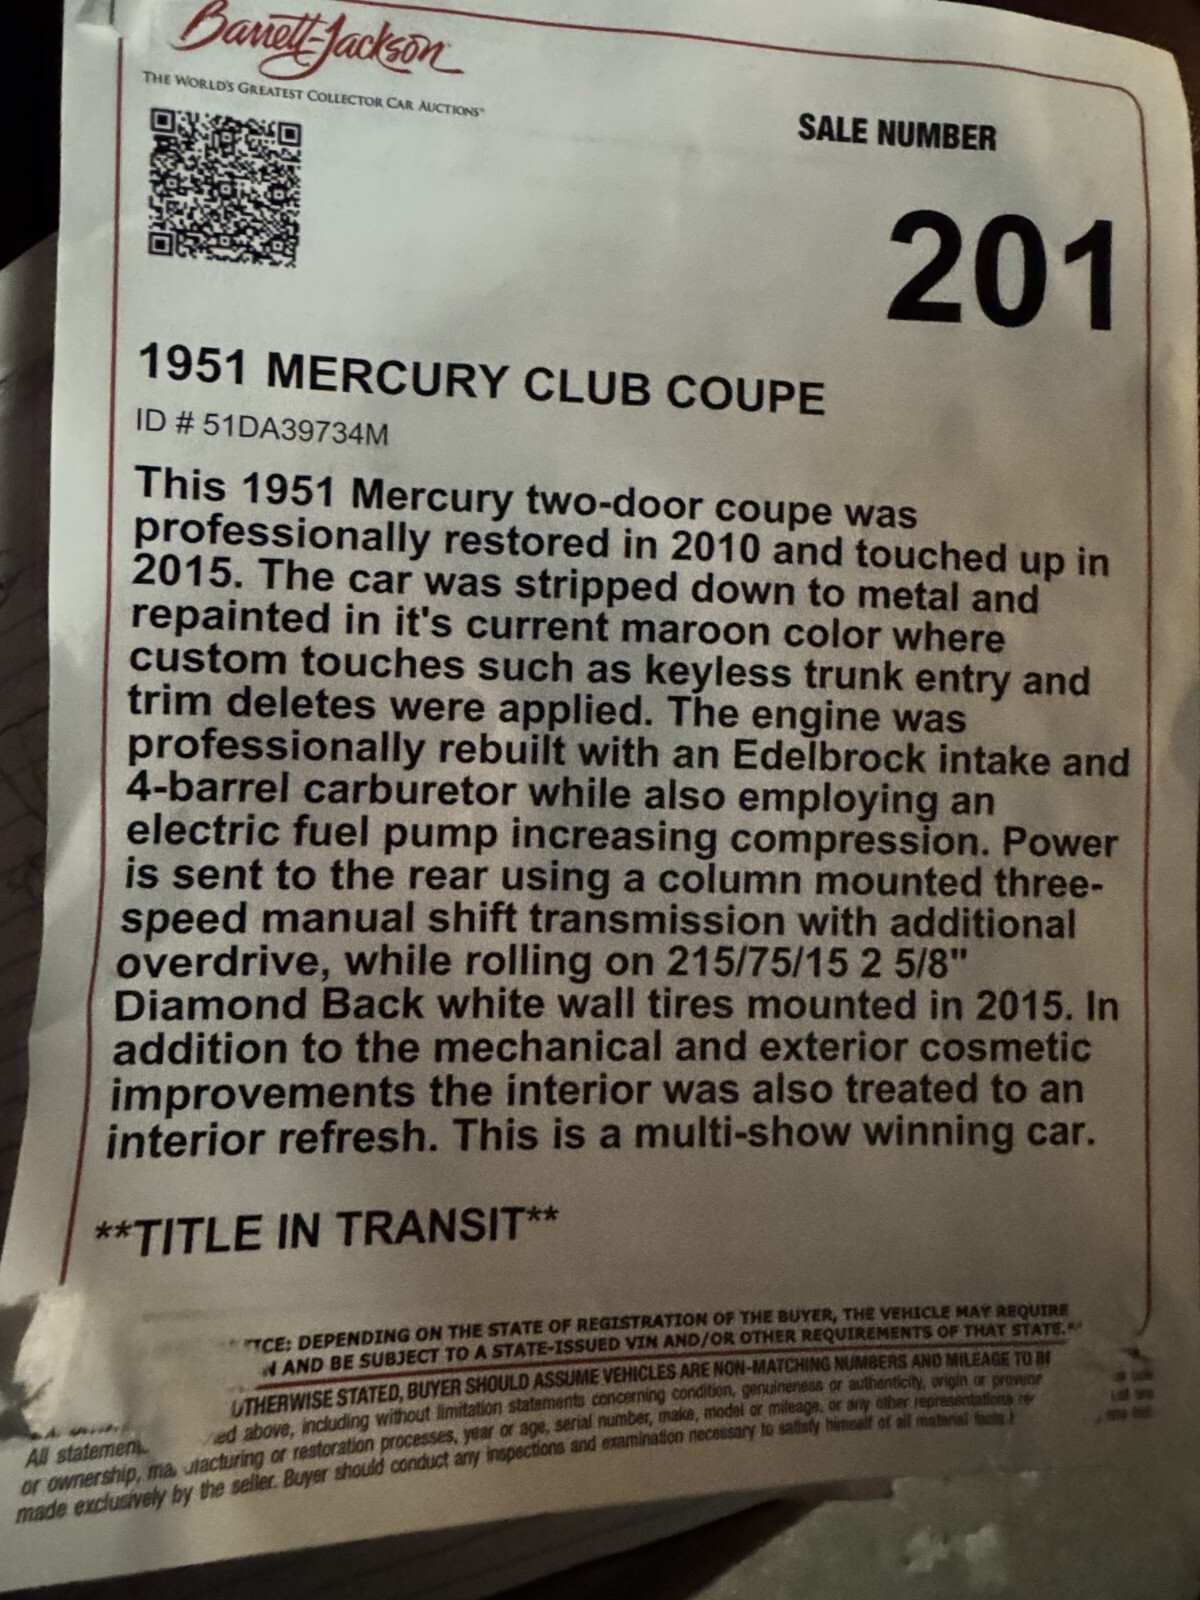 Barrett-Jackson
THE WORLD'S GREATEST COLLECTOR CAR AUCTIONS™
SALE NUMBER
201
1951 MERCURY CLUB COUPE
ID # 51DA39734M
This 1951 Mercury two-door coupe was
professionally restored in 2010 and touched up in
2015. The car was stripped down to metal and
repainted in it's current maroon color where
custom touches such as keyless trunk entry and
trim deletes were applied. The engine was
professionally rebuilt with an Edelbrock intake and
4-barrel carburetor while also employing an
electric fuel pump increasing compression. Power
is sent to the rear using a column mounted three-
speed manual shift transmission with additional
overdrive, while rolling on 215/75/15 2 5/8"
Diamond Back white wall tires mounted in 2015. In
addition to the mechanical and exterior cosmetic
improvements the interior was also treated to an
interior refresh. This is a multi-show winning car.
**TITLE IN TRANSIT**
DEPENDING ON THE STATE OF REGISTRATION OF THE BUYER, THE VEHICLE MAY REQUIRE
AND BE SUBJECT TO A STATE-ISSUED VIN AND/OR OTHER REQUIREMENTS OF THAT STATE.**
STATED, BUYER SHOULD ASSUME VEHICLES ARE NON-MATCHING NUMBERS AND MILEAGE TO
All above, including without limitation statements concerning condition, genuineness or authenticity, origin or
or ownership, or restoration processes, year or age, serial number, make, model or mileage, or any other representations
made exclusively by the seller. Buyer should conduct any inspections and examination necessary to satisfy himself of all material facts.